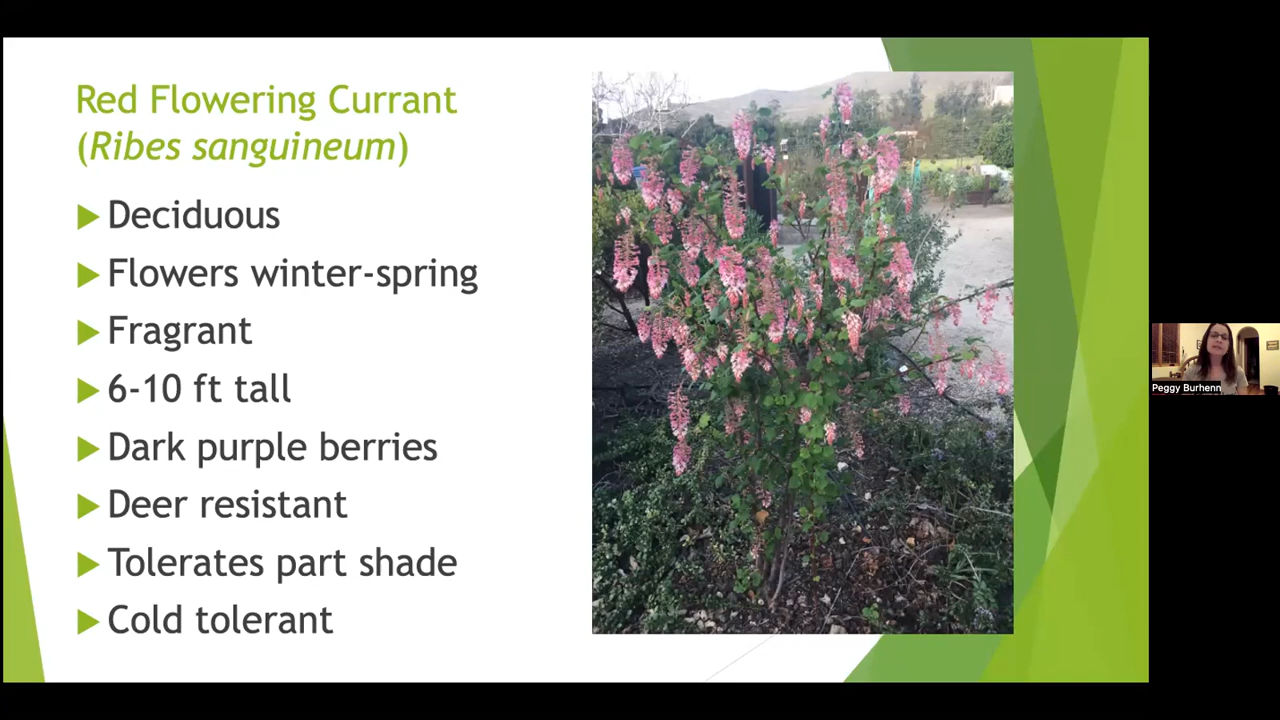 Red Flowering Currant
(Ribes sanguineum)
Deciduous
Flowers winter-spring
Fragrant
6-10 ft tall
Dark purple berries
Deer resistant
Tolerates part shade
Cold tolerant
Peggy Burhenn